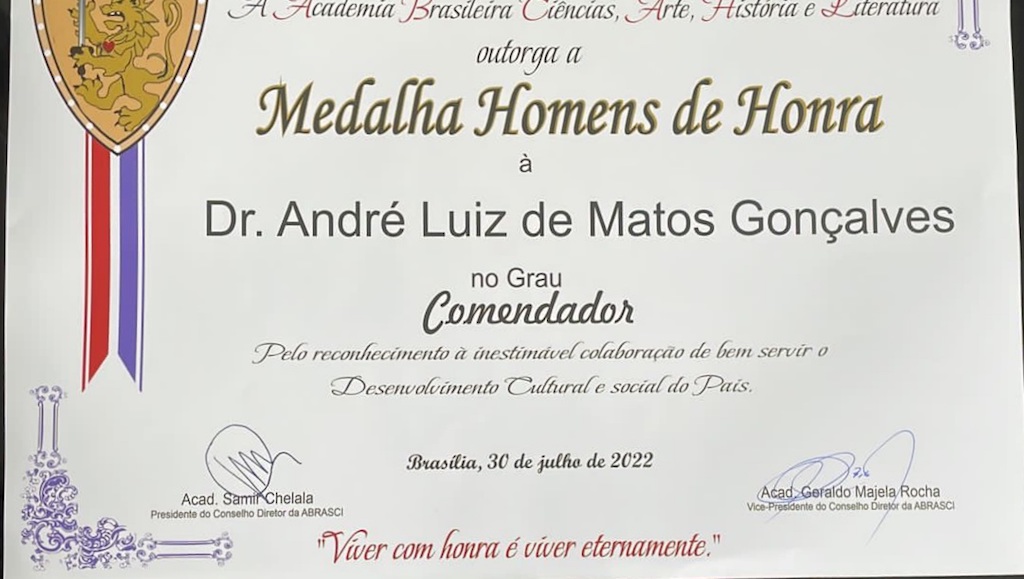 A Academia Brasileira Ciências, Arte, História e Literatura
outorga a
Medalha Homens de Honra
à
Dr. André Luiz de Matos Gonçalves
no Grau
Comendador
Pelo reconhecimento à inestimável colaboração de bem servir o
Desenvolvimento Cultural e social do País.
Brasília, 30 de julho de 2022
Acad. Samir Chelala
Presidente do Conselho Diretor da ABRASCI
Acad. Geraldo Majela Rocha
Vice-Presidente do Conselho Diretor da ABRASCI
"Viver com honra é viver eternamente."